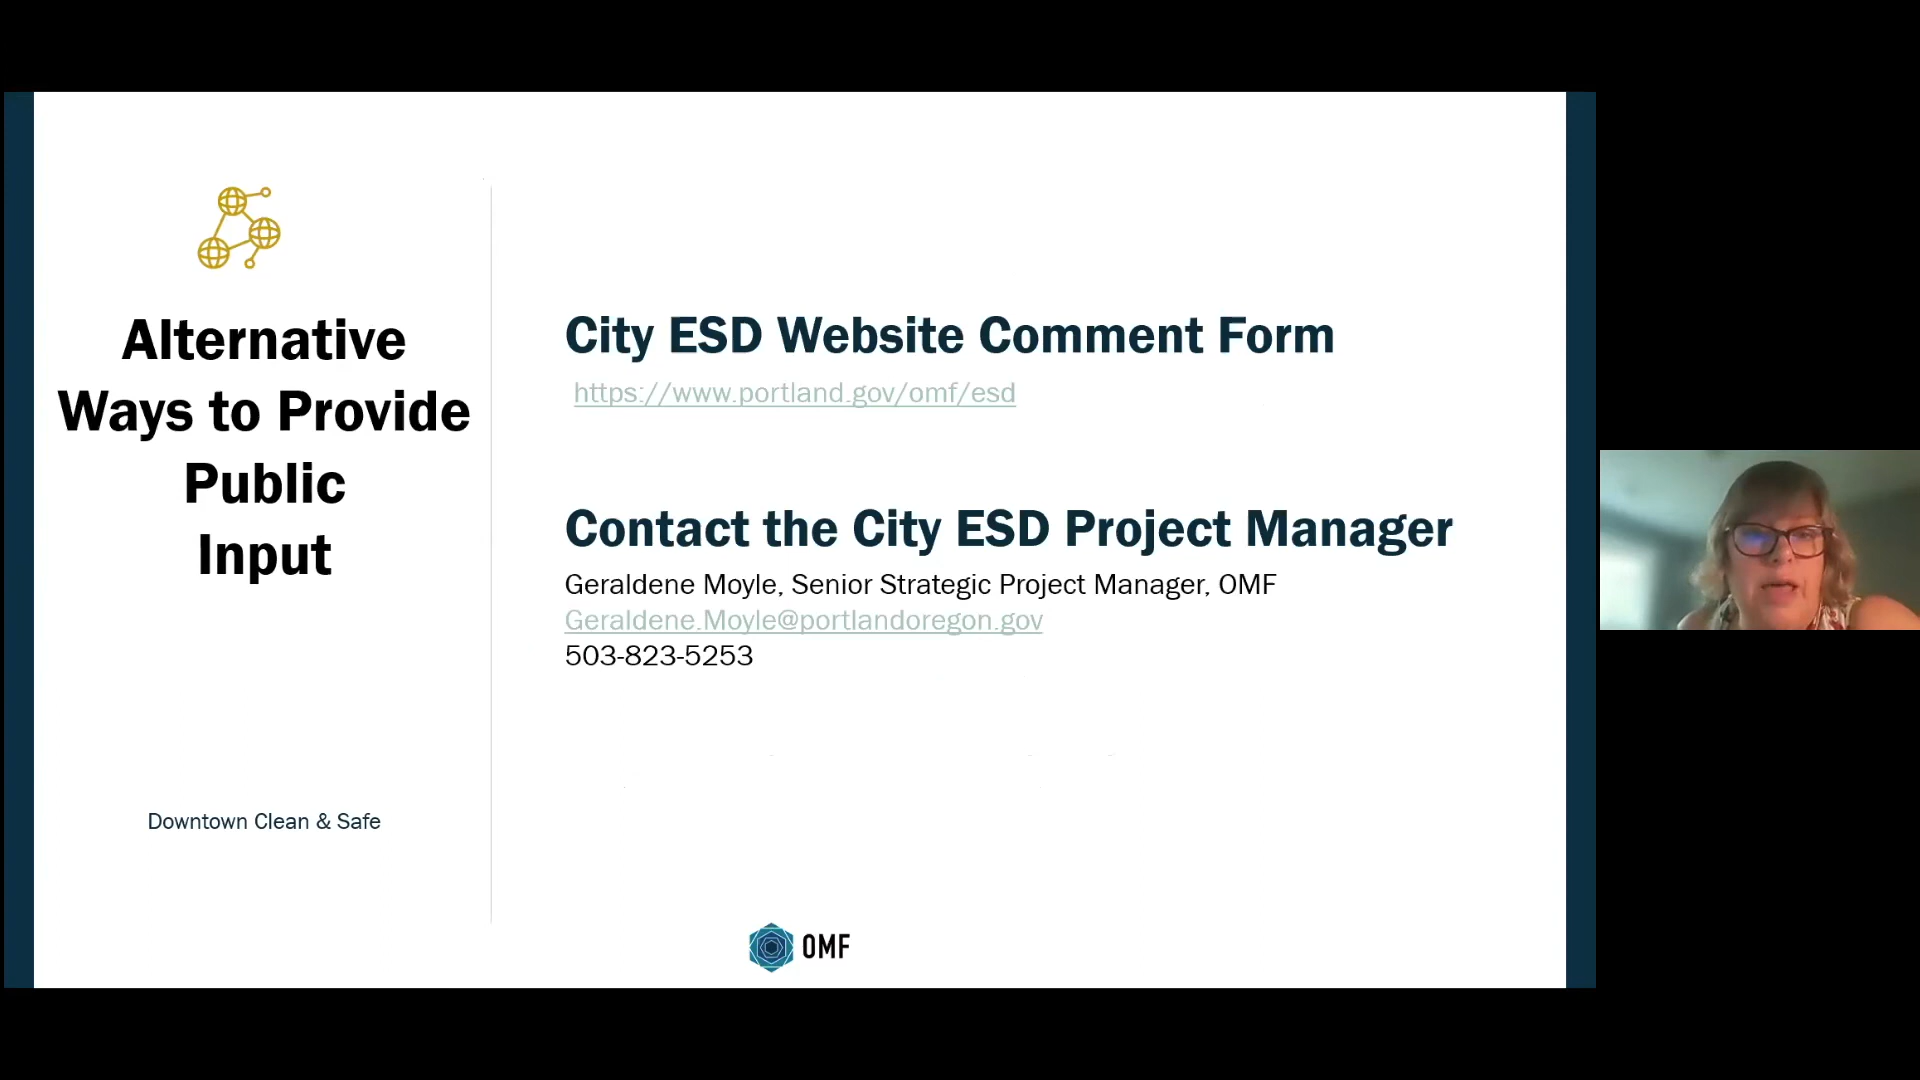 Alternative
Ways to Provide
Public
Input
Downtown Clean & Safe
City ESD Website Comment Form
https://www.portland.gov/omf/esd
Contact the City ESD Project Manager
Geraldene Moyle, Senior Strategic Project Manager, OMF
Geraldene.Moyle@portlandoregon.gov
503-823-5253
OMF